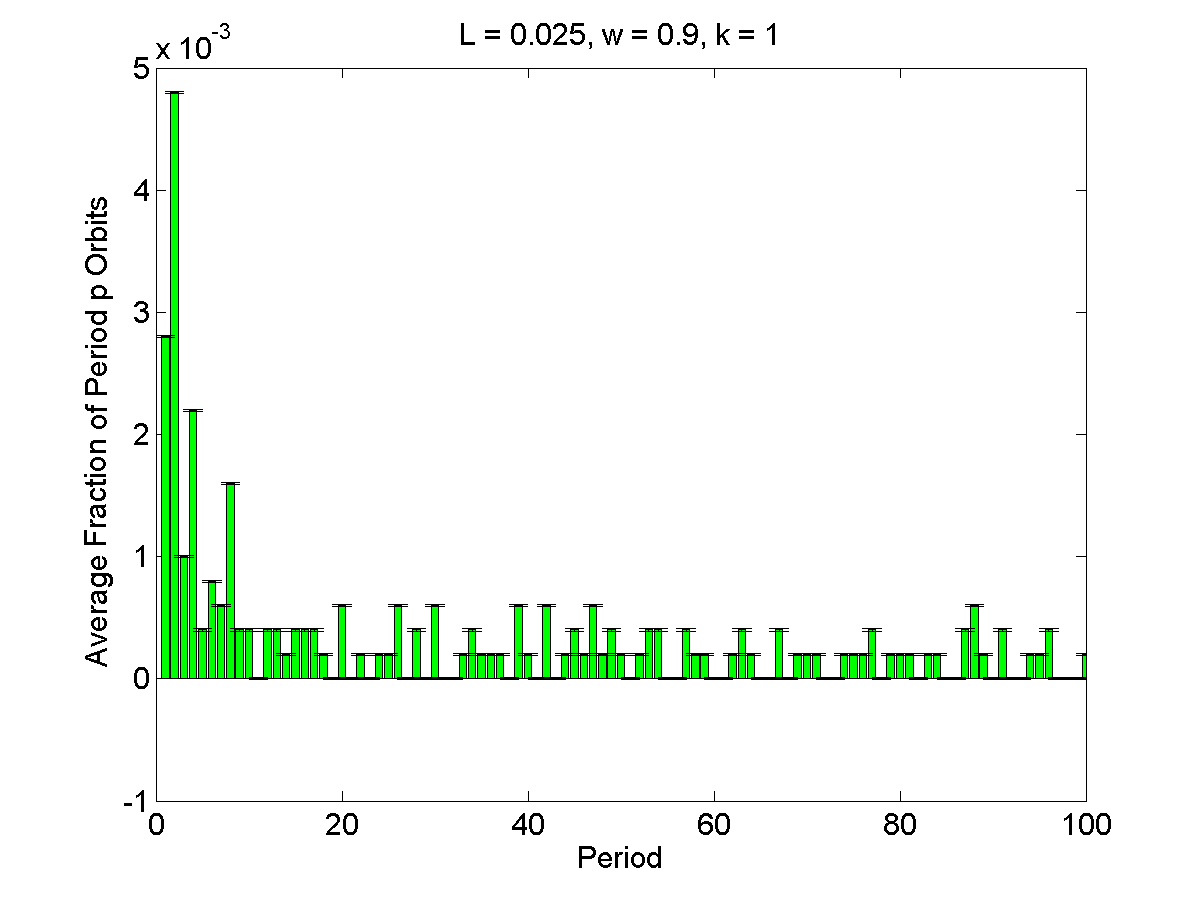 L = 0.025, w = 0.9, k = 1
x 10^-3
5
4
3
2
1
0
-1
Average Fraction of Period p Orbits
0 20 40 60 80 100
Period